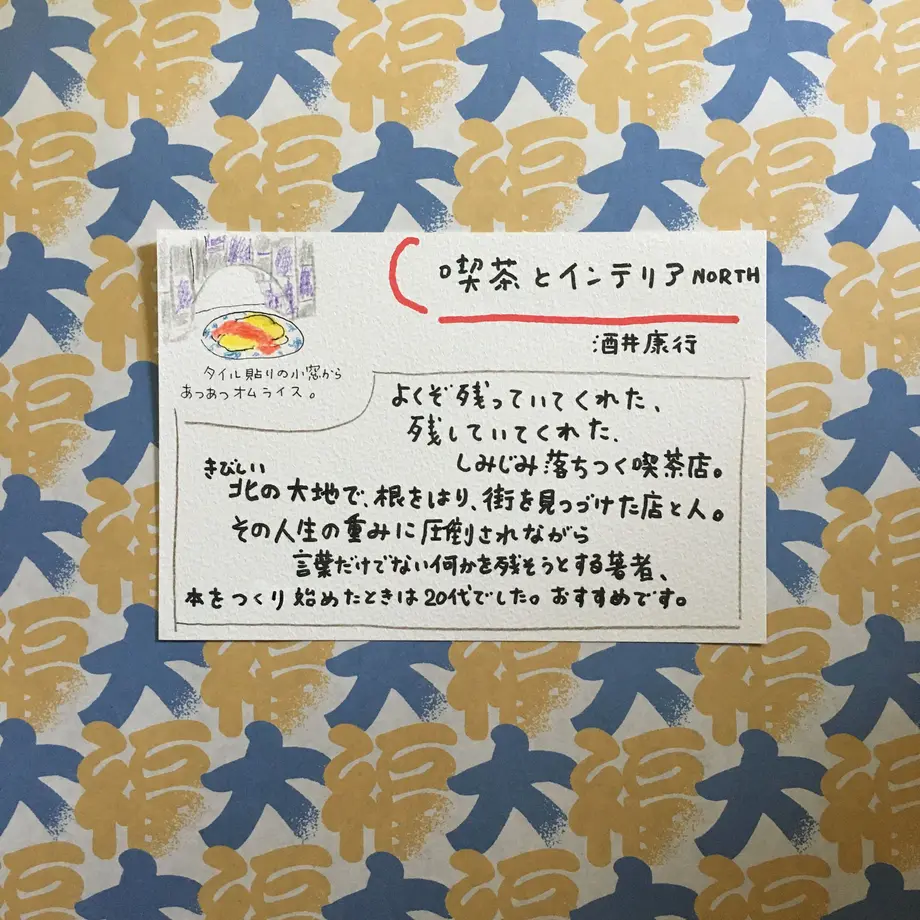 喫茶とインテリア NORTH
酒井康行
タイル貼りの小窓から
あつあつオムライス。
よくぞ残っていてくれた、
残していてくれた、
しみじみ落ちつく喫茶店。
きびしい
北の大地で、根をはり、街を見つづけた店と人。
その人生の重みに圧倒されながら
言葉だけでない何かを残そうとする著者、
本をつくり始めたときは20代でした。おすすめです。
大福